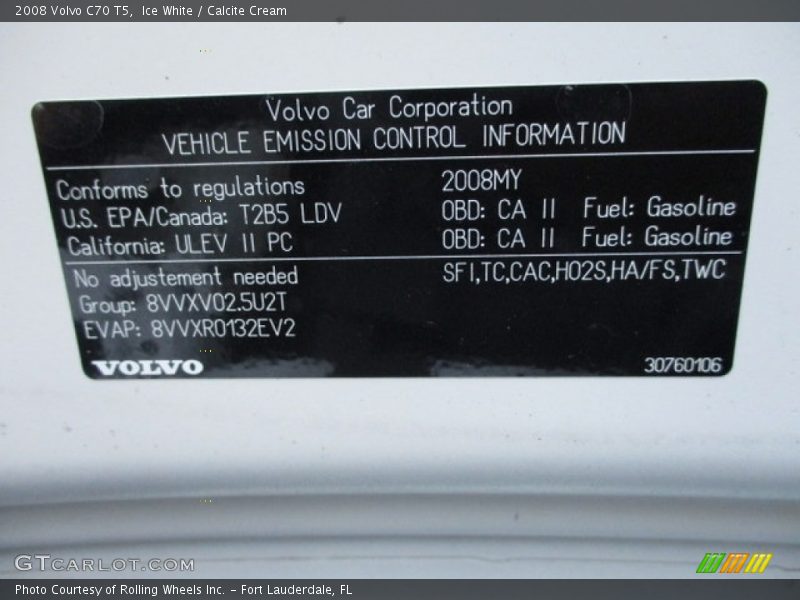 2008 Volvo C70 T5,  Ice White / Calcite Cream
Volvo Car Corporation
VEHICLE EMISSION CONTROL INFORMATION
Conforms to regulations 2008MY
U.S. EPA/Canada: T2B5 LDV OBD: CA II Fuel: Gasoline
California: ULEV II PC OBD: CA II Fuel: Gasoline
No adjustement needed SFI,TC,CAC,HO2S,HA/FS,TWC
Group: 8VVXV02.5U2T
EVAP: 8VVXR0132EV2
VOLVO 30760106
GTCARLOT.COM
Photo Courtesy of Rolling Wheels Inc. – Fort Lauderdale, FL